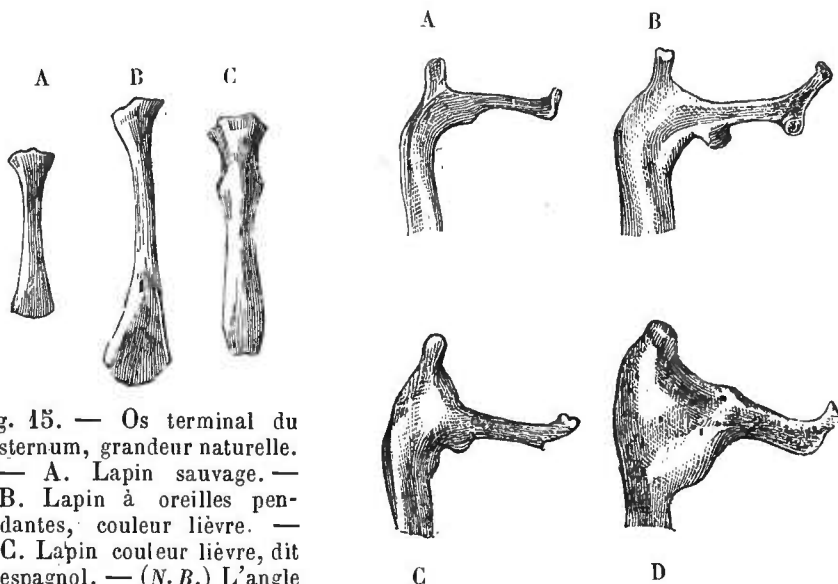 A B
A B C
g. 15. — Os terminal du
sternum, grandeur naturelle.
— A. Lapin sauvage. —
B. Lapin à oreilles pen-
dantes, couleur lièvre. —
C. Lapin couleur lièvre, dit
espagnol. — (N. B.) L'angle
C D